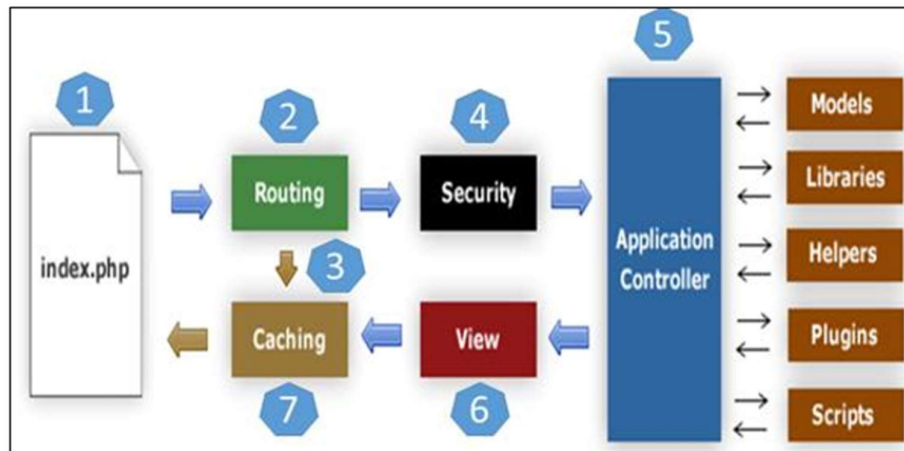 1
index.php
2
Routing
3
4
Security
5
Application
Controller
Models
Libraries
Helpers
Plugins
Scripts
View
6
Caching
7